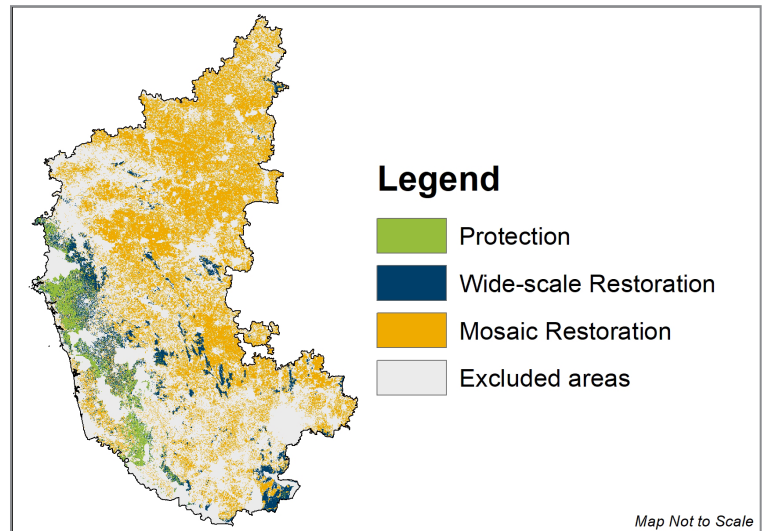 Legend
Protection
Wide-scale Restoration
Mosaic Restoration
Excluded areas
Map Not to Scale